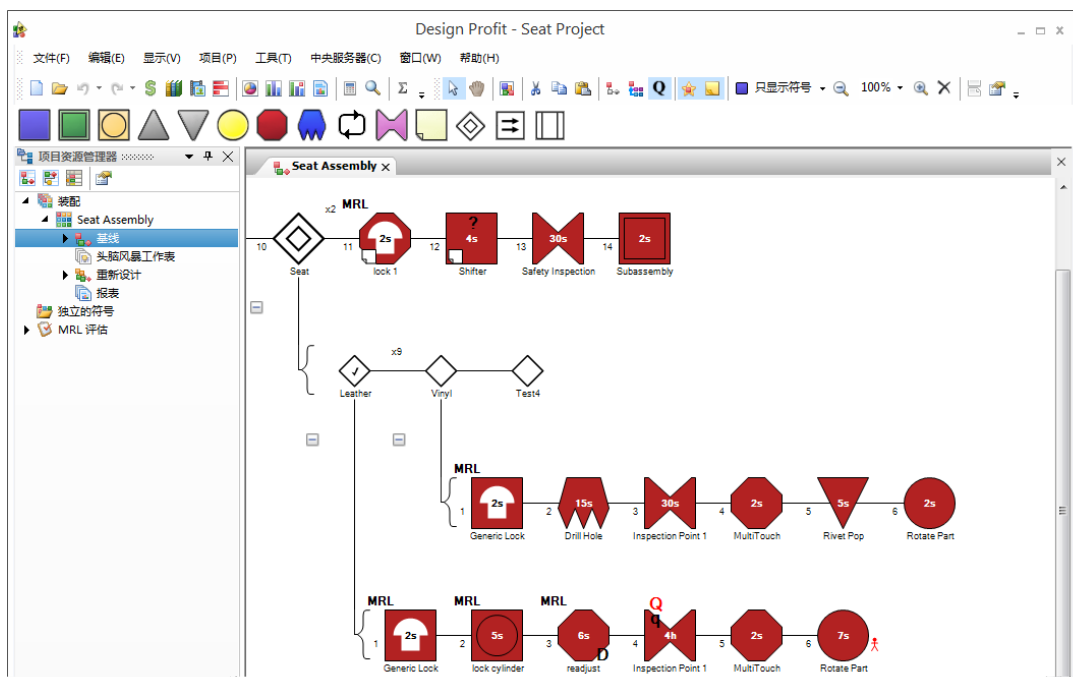 Design Profit - Seat Project
文件(F) 编辑(E) 显示(V) 项目(P) 工具(T) 中央服务器(C) 窗口(W) 帮助(H)
$ Σ Q 只显示符号 100%
项目资源管理器
Seat Assembly
装配
Seat Assembly
基线
头脑风暴工作表
重新设计
报表
独立的符号
MRL 评估
x2 MRL
?
2s 4s 30s 2s
10 11 12 13 14
Seat lock 1 Shifter Safety Inspection Subassembly
x9
Leather Vinyl Test4
MRL
2s 15s 30s 2s 5s 2s
1 2 3 4 5 6
Generic Lock Drill Hole Inspection Point 1 MultiTouch Rivet Pop Rotate Part
MRL MRL MRL Q
q
2s 5s 6s 4h 2s 7s
1 2 3 4 5 6
D
Generic Lock lock cylinder readjust Inspection Point 1 MultiTouch Rotate Part